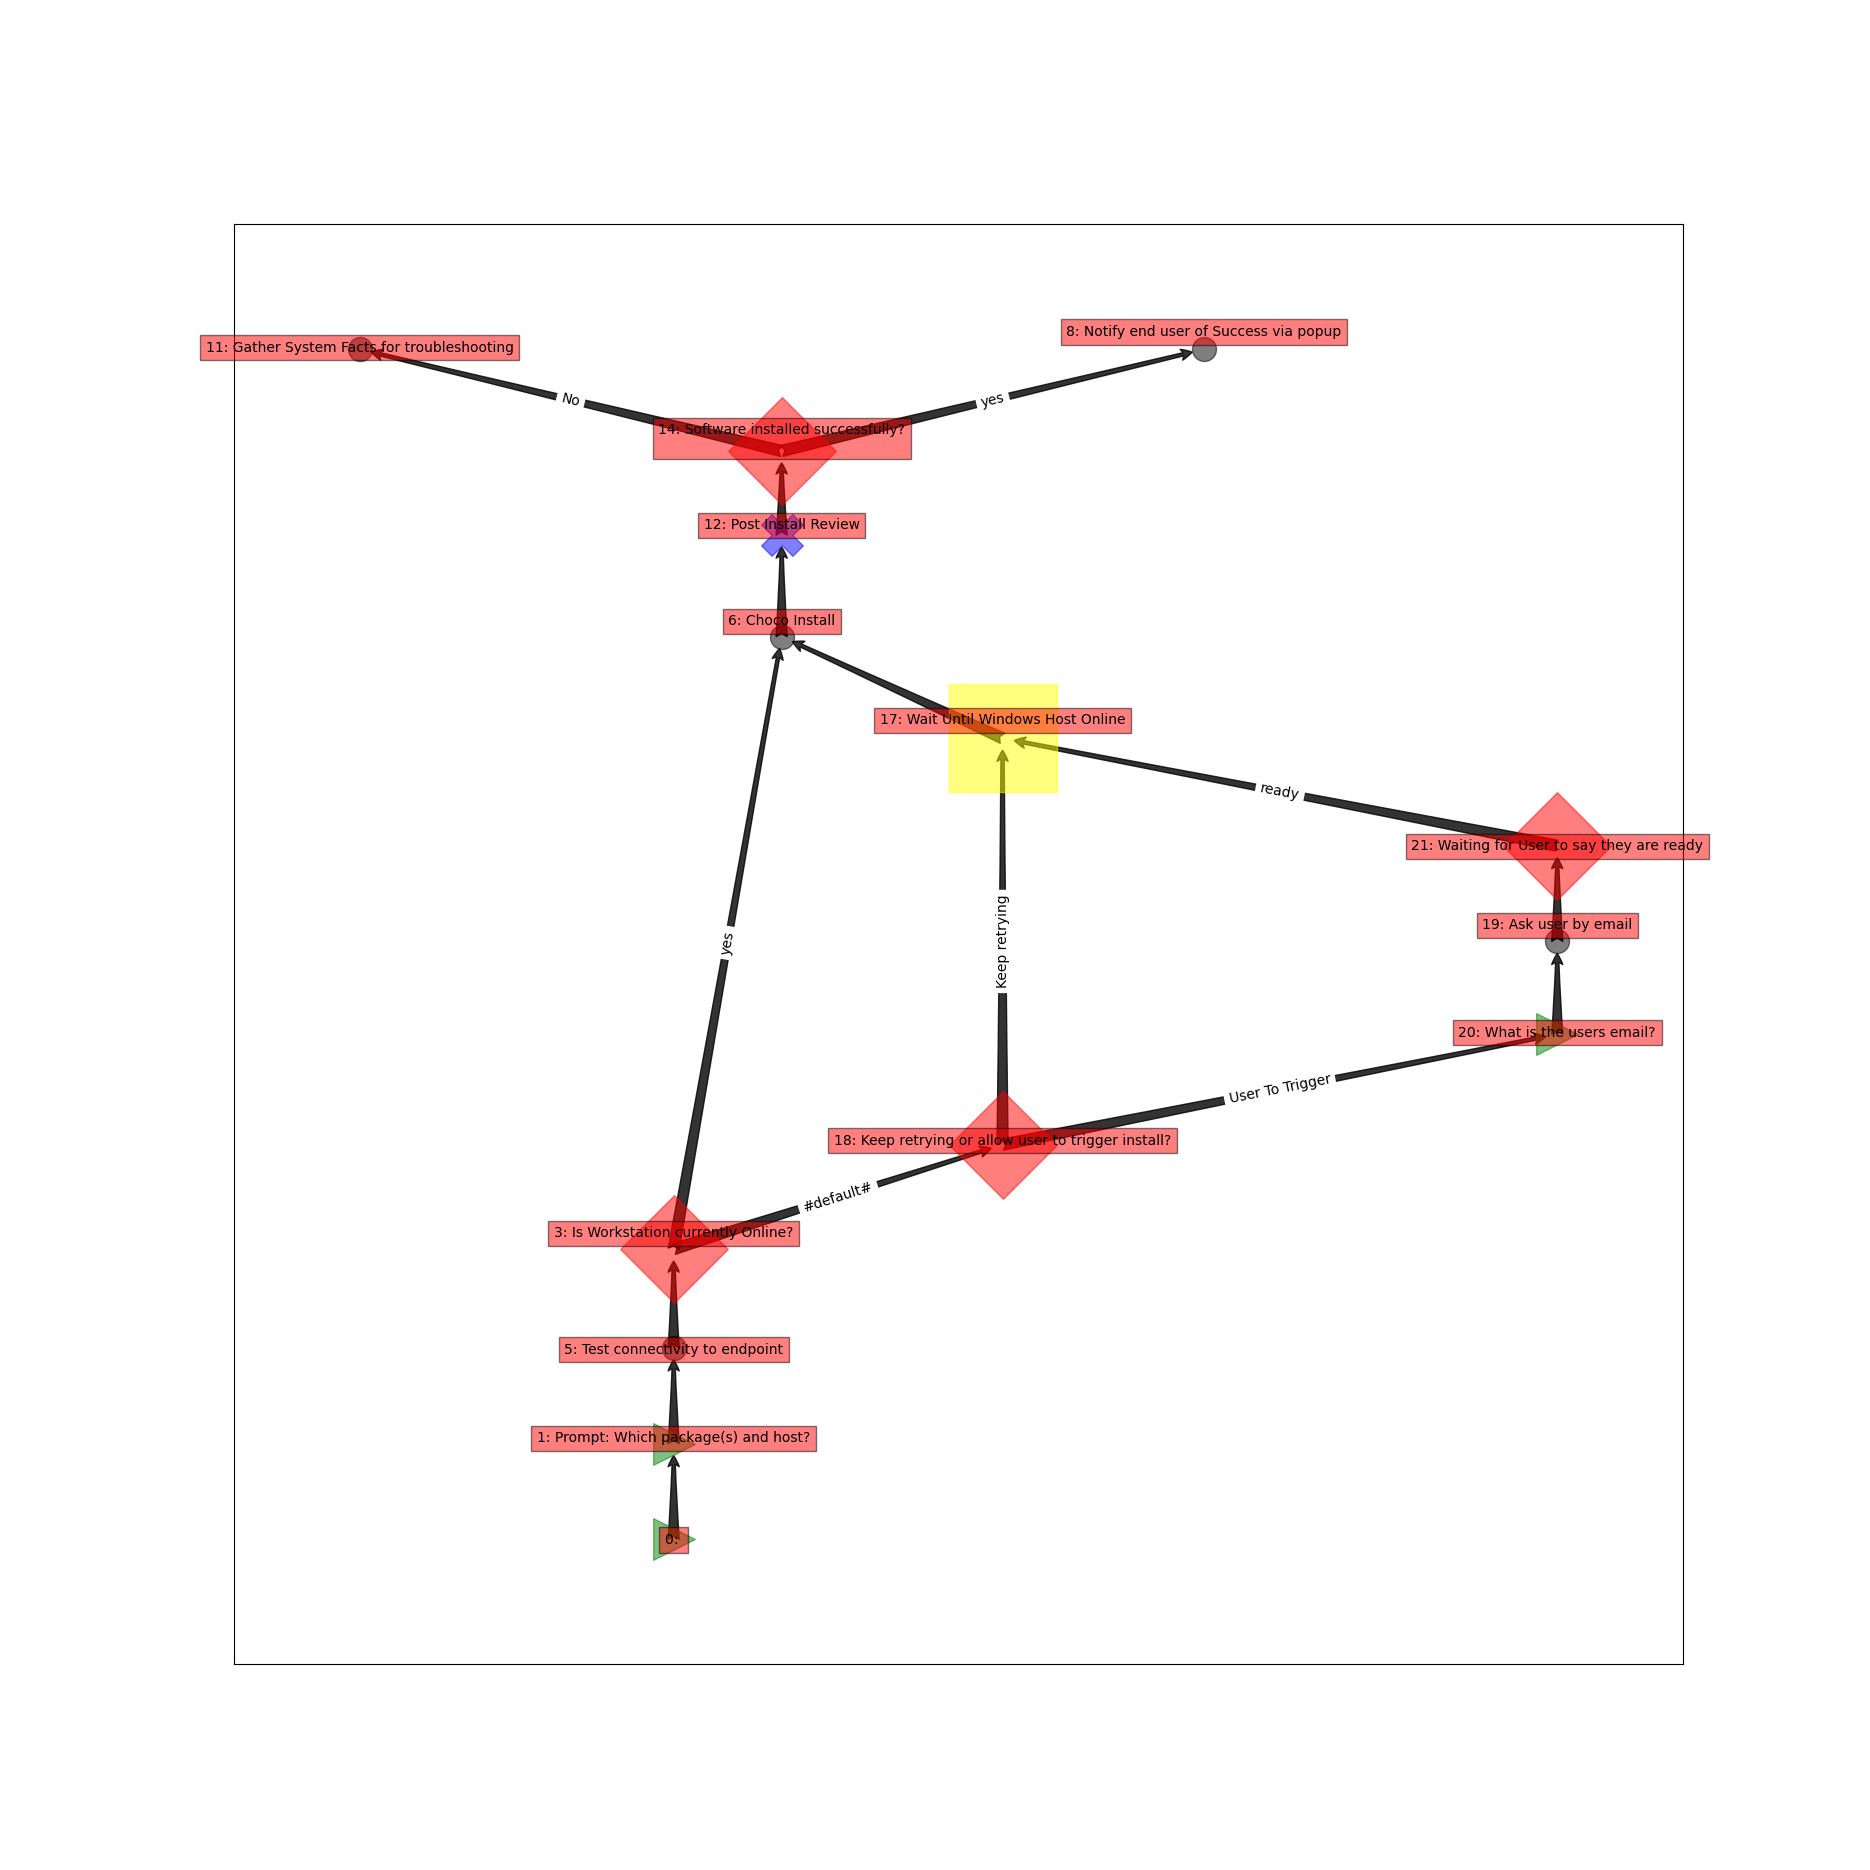 8: Notify end user of Success via popup
11: Gather System Facts for troubleshooting
No
yes
14: Software installed successfully?
12: Post Install Review
6: Choco Install
17: Wait Until Windows Host Online
ready
21: Waiting for User to say they are ready
19: Ask user by email
yes
Keep retrying
20: What is the users email?
User To Trigger
18: Keep retrying or allow user to trigger install?
#default#
3: Is Workstation currently Online?
5: Test connectivity to endpoint
1: Prompt: Which package(s) and host?
0: